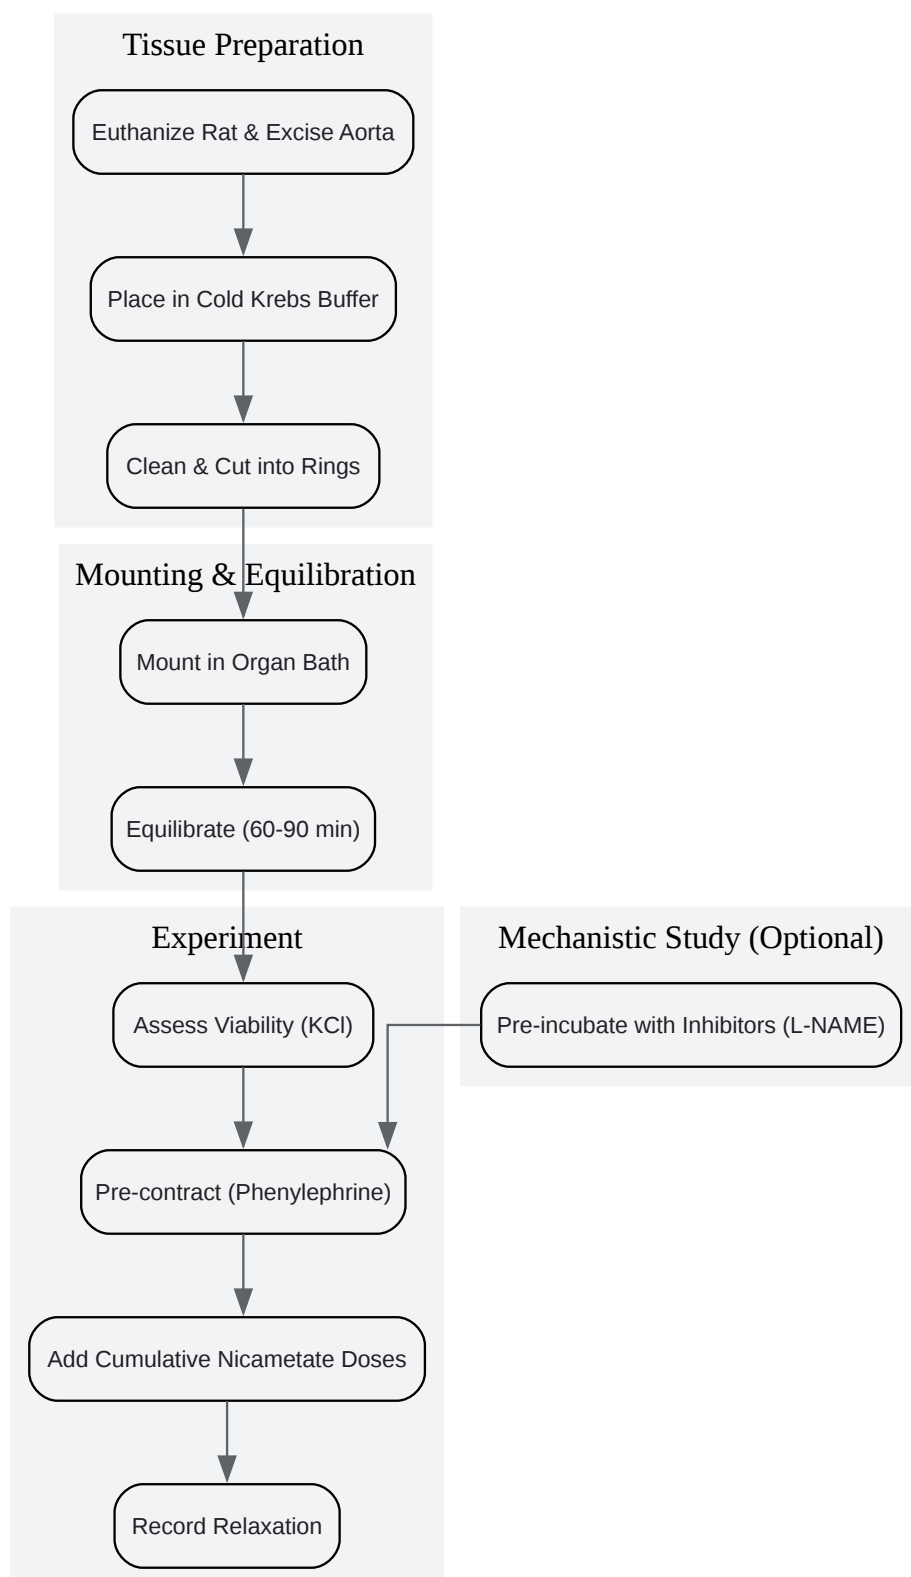 Tissue Preparation
Euthanize Rat & Excise Aorta
Place in Cold Krebs Buffer
Clean & Cut into Rings
Mounting & Equilibration
Mount in Organ Bath
Equilibrate (60-90 min)
Experiment
Assess Viability (KCl)
Pre-contract (Phenylephrine)
Add Cumulative Nicametate Doses
Record Relaxation
Mechanistic Study (Optional)
Pre-incubate with Inhibitors (L-NAME)